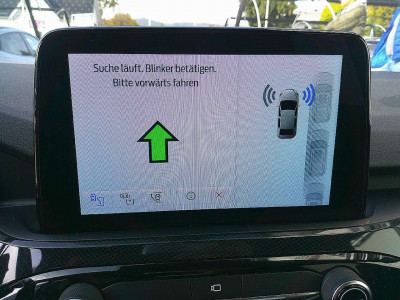 Suche läuft. Blinker betätigen.
Bitte vorwärts fahren